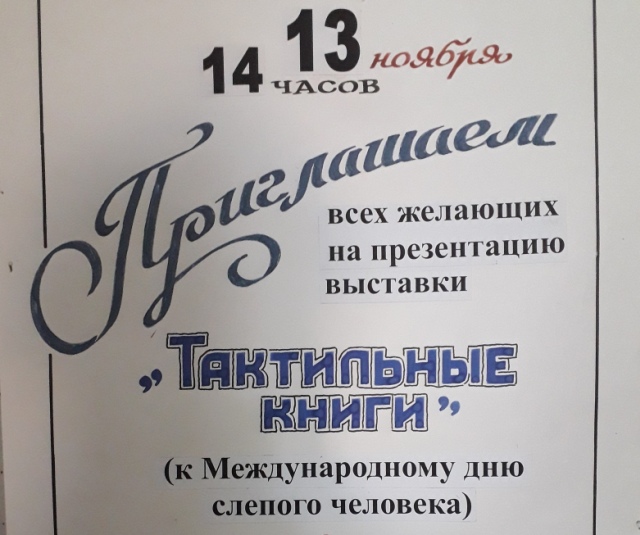 13 ноября
14 ЧАСОВ
Приглашаем
всех желающих
на презентацию
выставки
„Тактильные
книги”
(к Международному дню
слепого человека)